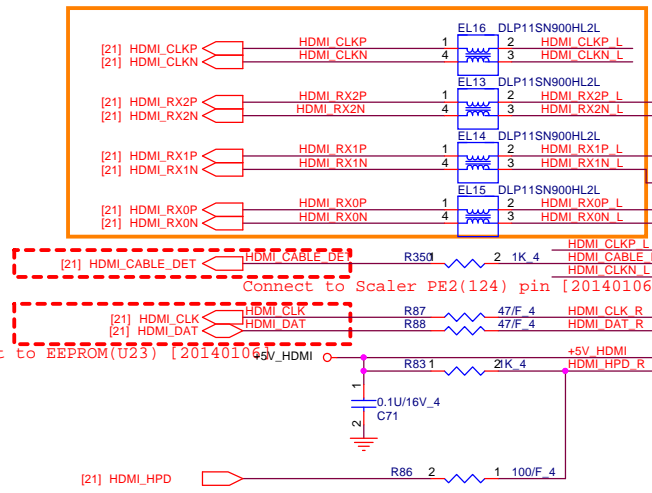 EL16 DLP11SN900HL2L
[21] HDMI_CLKP HDMI_CLKP 1 2 HDMI_CLKP_L
[21] HDMI_CLKN HDMI_CLKN 4 3 HDMI_CLKN_L
EL13 DLP11SN900HL2L
[21] HDMI_RX2P HDMI_RX2P 1 2 HDMI_RX2P_L
[21] HDMI_RX2N HDMI_RX2N 4 3 HDMI_RX2N_L
EL14 DLP11SN900HL2L
[21] HDMI_RX1P HDMI_RX1P 1 2 HDMI_RX1P_L
[21] HDMI_RX1N HDMI_RX1N 4 3 HDMI_RX1N_L
EL15 DLP11SN900HL2L
[21] HDMI_RX0P HDMI_RX0P 1 2 HDMI_RX0P_L
[21] HDMI_RX0N HDMI_RX0N 4 3 HDMI_RX0N_L
HDMI_CLKP_L
[21] HDMI_CABLE_DET HDMI_CABLE_DET R350 1 2 1K_4 HDMI_CABLE
HDMI_CLKN_L
Connect to Scaler PE2(124) pin [20140106
[21] HDMI_CLK HDMI_CLK R87 47/F_4 HDMI_CLK_R
[21] HDMI_DAT HDMI_DAT R88 47/F_4 HDMI_DAT_R
t to EEPROM(U23) [20140106]
+5V_HDMI +5V_HDMI
R83 1 2 1K_4 HDMI_HPD_R
1
0.1U/16V_4
C71
2
[21] HDMI_HPD R86 2 1 100/F_4